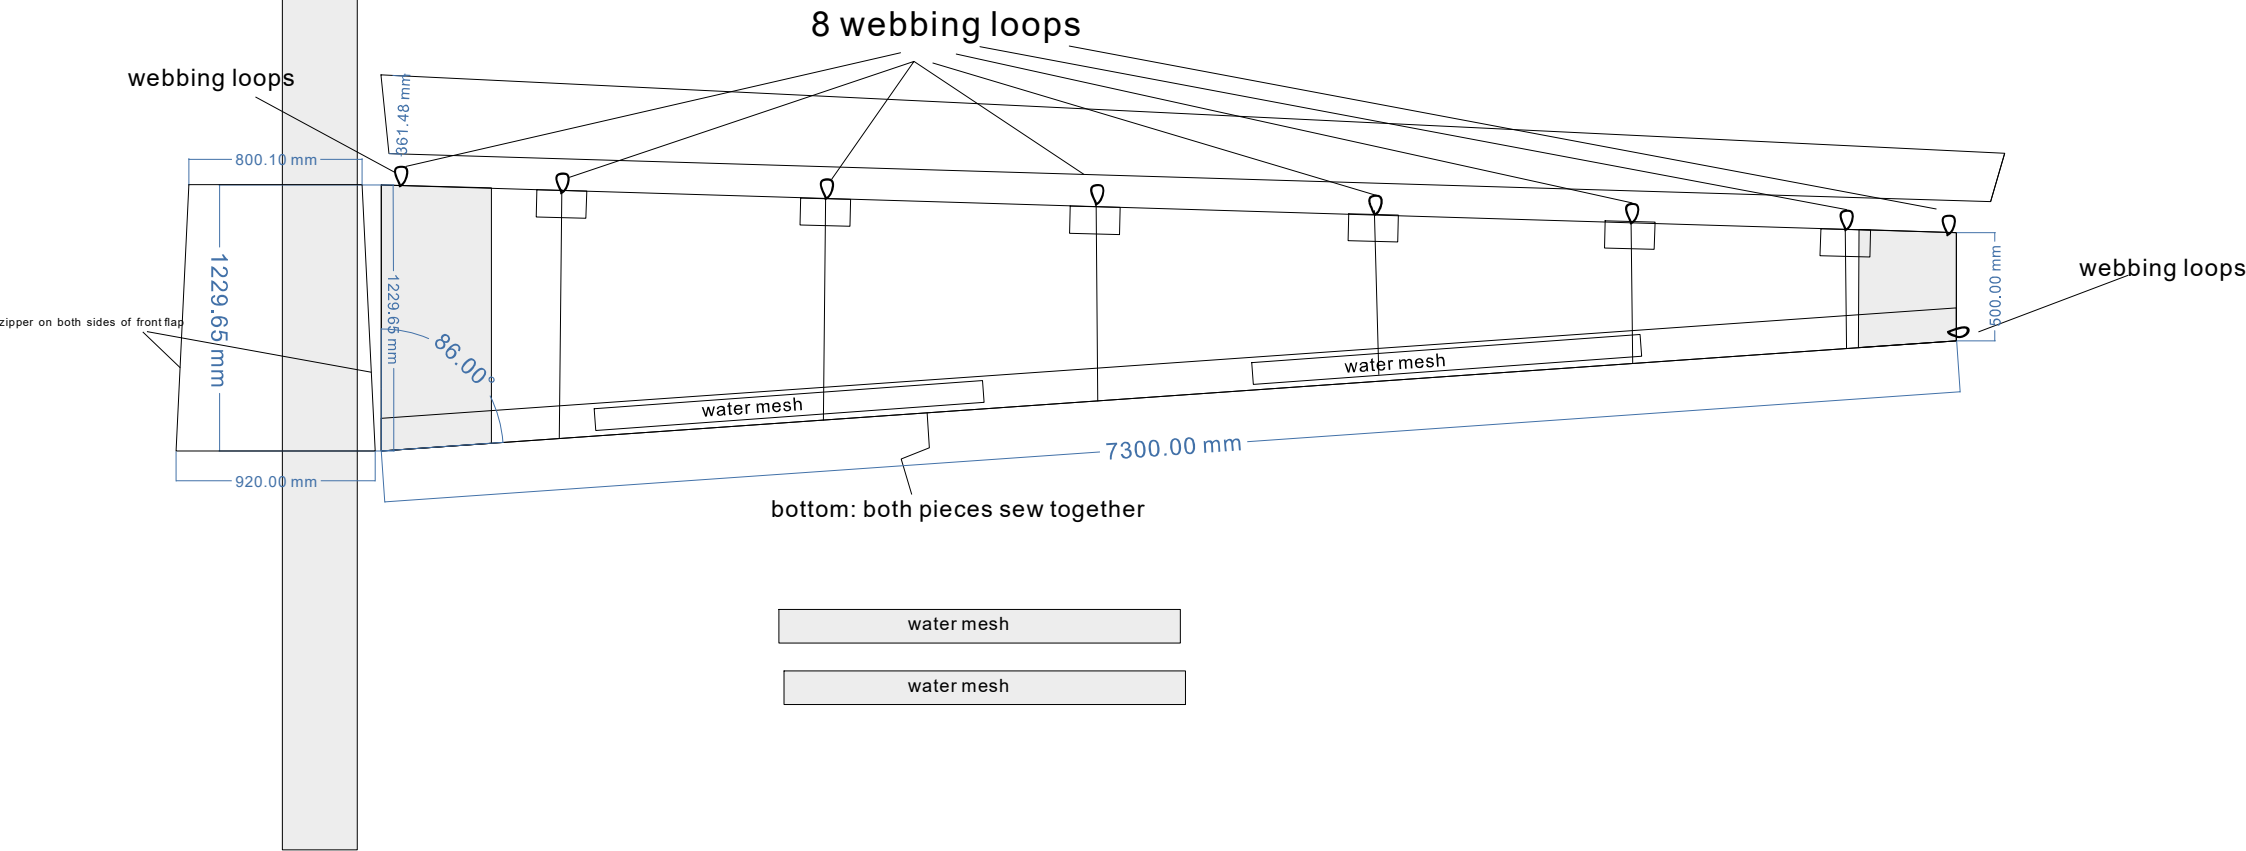 8 webbing loops
webbing loops
361.48 mm
800.10 mm
1229.65 mm
1229.65 mm
86.00°
zipper on both sides of front flap
webbing loops
500.00 mm
water mesh
water mesh
7300.00 mm
920.00 mm
bottom: both pieces sew together
water mesh
water mesh